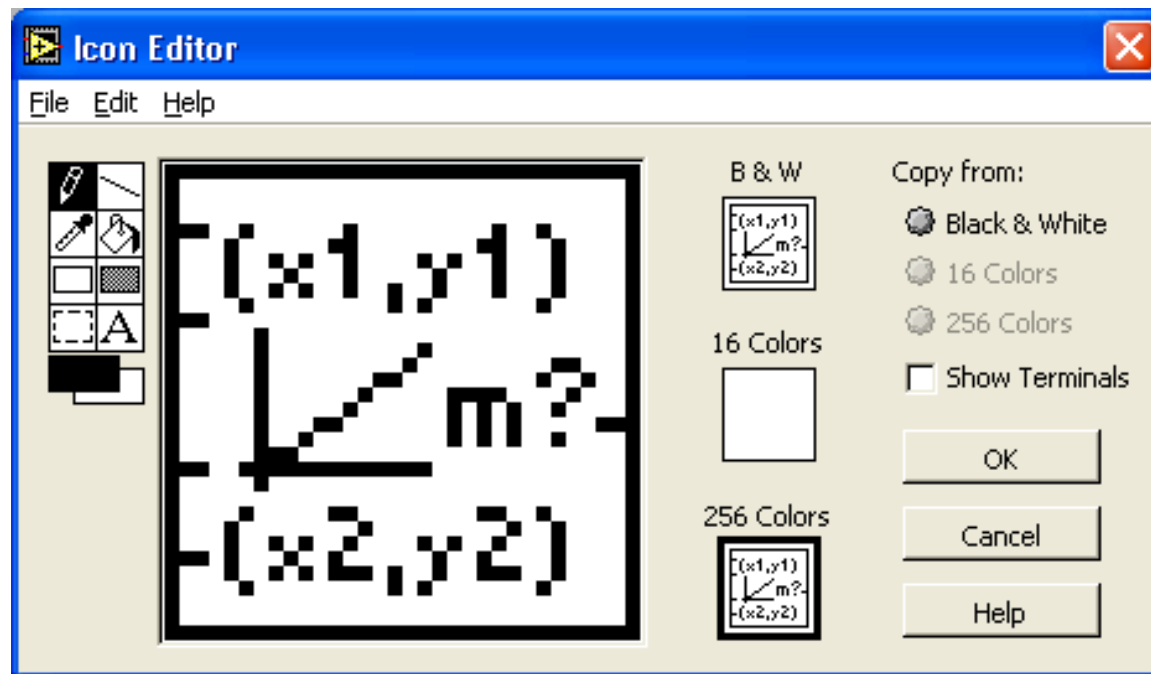 Icon Editor
File Edit Help
A
(x1,y1)
m?
(x2,y2)
B & W
(x1,y1)
m?
(x2,y2)
16 Colors
256 Colors
(x1,y1)
m?
(x2,y2)
Copy from:
Black & White
16 Colors
256 Colors
Show Terminals
OK
Cancel
Help